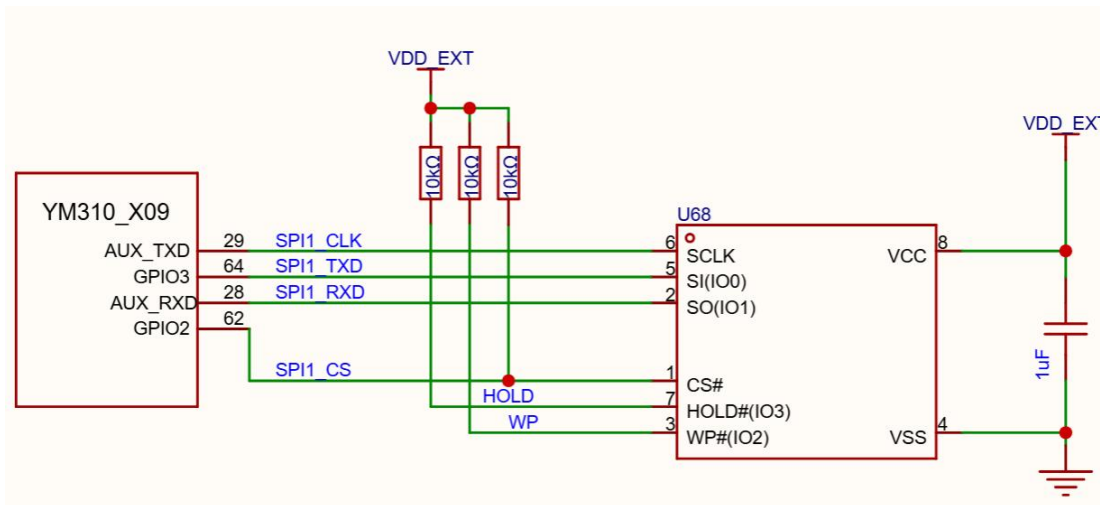 VDD_EXT
VDD_EXT
10kΩ
10kΩ
10kΩ
YM310_X09
U68
AUX_TXD
29
SPI1_CLK
6
SCLK
GPIO3
64
SPI1_TXD
5
SI(IO0)
AUX_RXD
28
SPI1_RXD
2
SO(IO1)
GPIO2
62
SPI1_CS
1
CS#
HOLD
7
HOLD#(IO3)
WP
3
WP#(IO2)
VCC
8
VSS
4
1uF